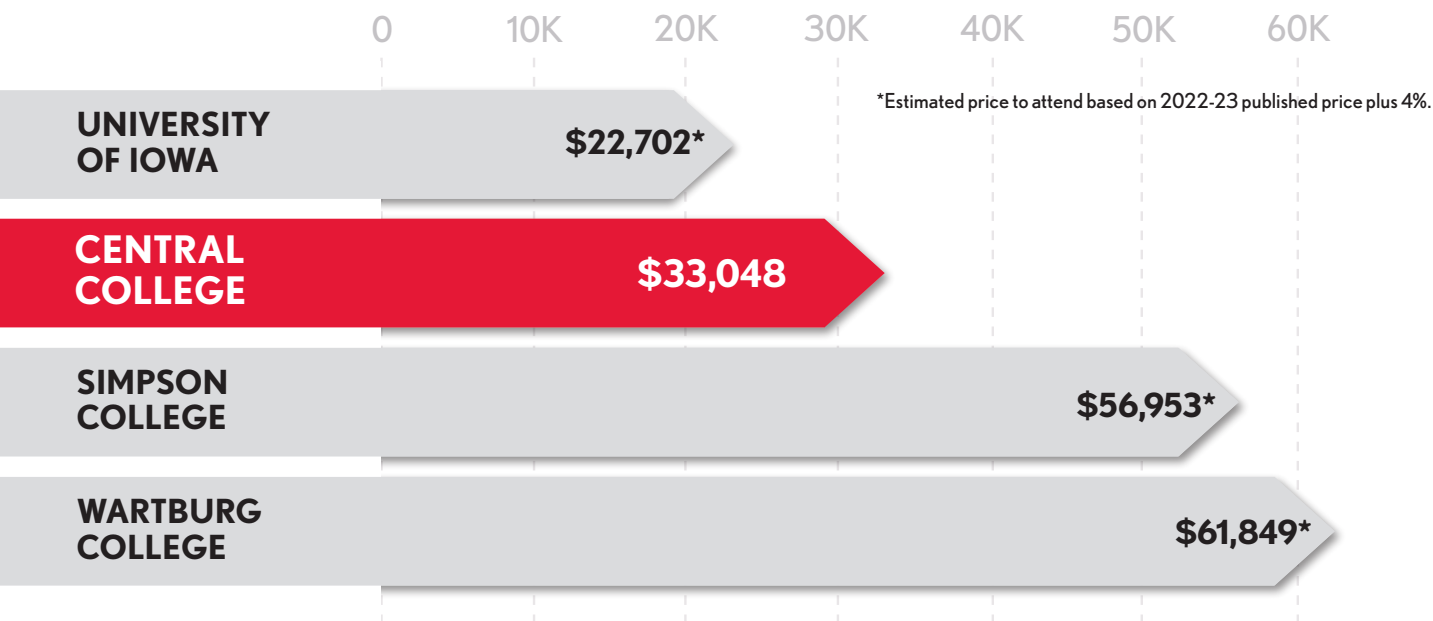 0 10K 20K 30K 40K 50K 60K
*Estimated price to attend based on 2022-23 published price plus 4%.
UNIVERSITY
OF IOWA
$22,702*
CENTRAL
COLLEGE
$33,048
SIMPSON
COLLEGE
$56,953*
WARTBURG
COLLEGE
$61,849*